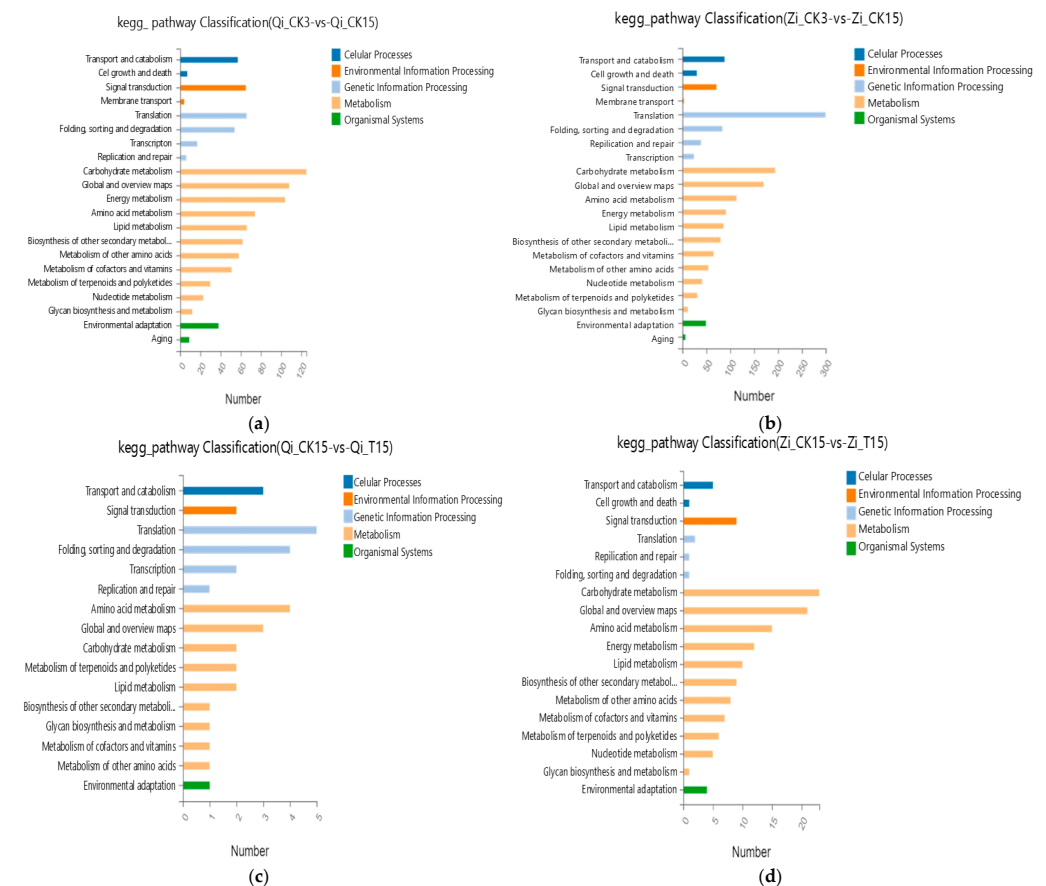 kegg_ pathway Classification(Qi_CK3-vs-Qi_CK15)
Transport and catabolism
Cel growth and death
Signal transduction
Membrane transport
Translation
Folding, sorting and degradation
Transcripton
Replication and repair
Carbohydrate metabolism
Global and overview maps
Energy metabolism
Amino acid metabolism
Lipid metabolism
Biosynthesis of other secondary metabol...
Metabolism of other amino acids
Metabolism of cofactors and vitamins
Metabolism of terpenoids and polyketides
Nudeotide metabolism
Glycan biosynthesis and metabolism
Environmental adaptation
Aging
0 20 40 60 80 100 120
Number
Celular Processes
Environmental Information Processing
Genetic Information Processing
Metabolism
Organismal Systems
(a)
kegg_pathway Classification(Zi_CK3-vs-Zi_CK15)
Transport and catabolism
Cell growth and death
Signal transduction
Membrane transport
Translation
Folding, sorting and degradation
Repilication and repair
Transcription
Carbohydrate metabolism
Global and overview maps
Amino acid metabolism
Energy metabolism
Lipid metabolism
Biosynthesis of other secondary metaboli...
Metabolism of cofactors and vitamins
Metabolism of other amino acids
Nudeotide metabolism
Metabolism of terpenoids and polyketides
Glycan biosynthesis and metabolism
Environmental adaptation
Aging
0 50 100 150 200 250 300
Number
Celular Processes
Environmental Information Processing
Genetic Information Processing
Metabolism
Organismal Systems
(b)
kegg_pathway Classification(Qi_CK15-vs-Qi_T15)
Transport and catabolism
Signal transduction
Translation
Folding, sorting and degradation
Transcription
Replication and repair
Amino acid metabolism
Global and overview maps
Carbohydrate metabolism
Metabolism of terpenoids and polyketides
Lipid metabolism
Biosynthesis of other secondary metaboli..
Glycan biosynthesis and metabolism
Metabolism of cofactors and vitamins
Metabolism of other amino acids
Environmental adaptation
0 1 2 3 4 5
Number
Celular Processes
Environmental Information Processing
Genetic Information Processing
Metabolism
Organismal Systems
(c)
kegg_pathway Classification(Zi_CK15-vs-Zi_T15)
Transport and catabolism
Cell growth and death
Signal transduction
Translation
Repilication and repair
Folding, sorting and degradation
Carbohydrate metabolism
Global and overview maps
Amino acid metabolism
Energy metabolism
Lipid metabolism
Biosynthesis of other secondary metabol...
Metabolism of other amino acids
Metabolism of cofactors and vitamins
Metabolism of terpenoids and polyketides
Nucleotide metabolism
Glycan biosynthesis and metabolism
Environmental adaptation
0 5 10 15 20
Number
Celular Processes
Environmental Information Processing
Genetic Information Processing
Metabolism
Organismal Systems
(d)